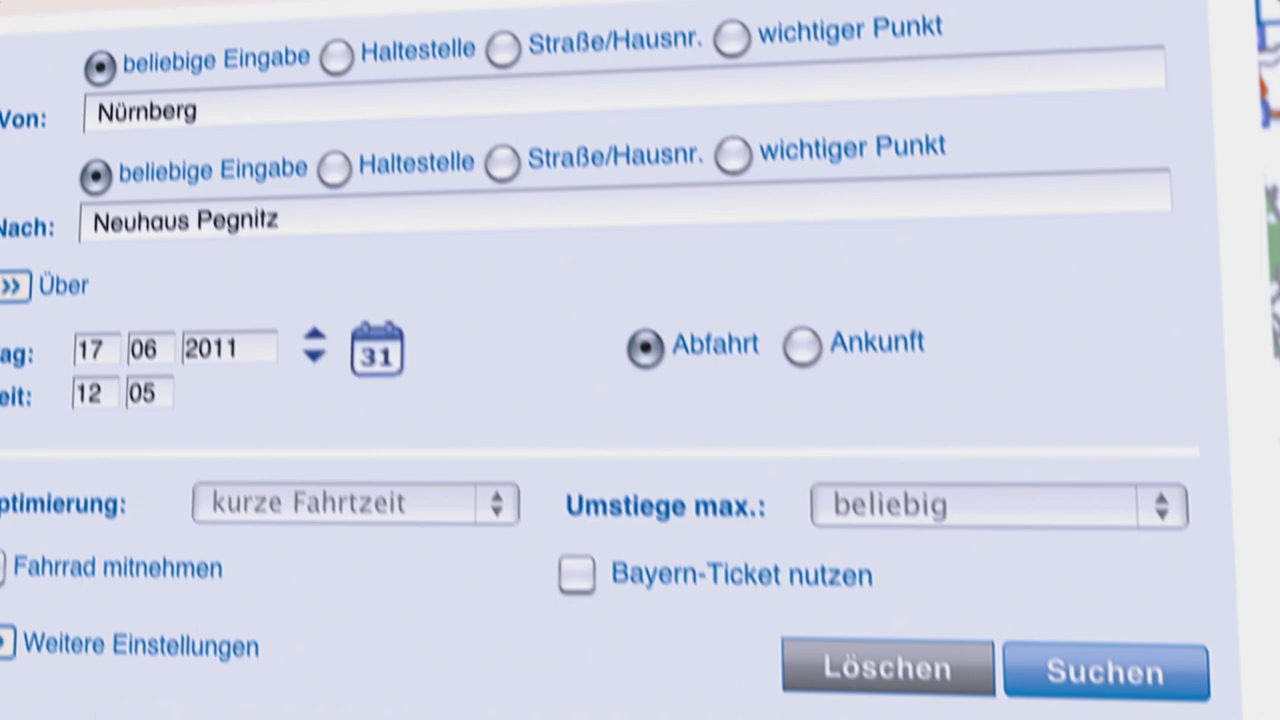 beliebige Eingabe Haltestelle Straße/Hausnr. wichtiger Punkt
Von: Nürnberg
beliebige Eingabe Haltestelle Straße/Hausnr. wichtiger Punkt
Nach: Neuhaus Pegnitz
>> Über
ag: 17 06 2011 31 Abfahrt Ankunft
eit: 12 05
ptimierung: kurze Fahrtzeit Umstiege max.: beliebig
Fahrrad mitnehmen Bayern-Ticket nutzen
Weitere Einstellungen
Löschen Suchen